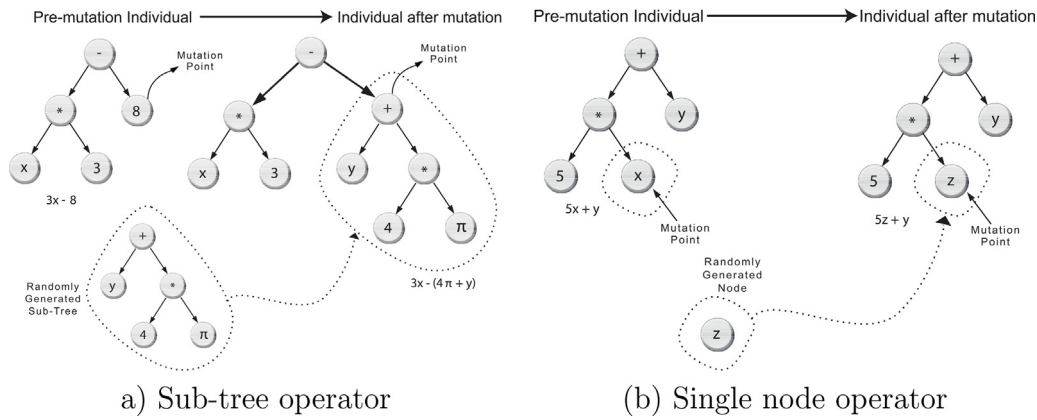 Pre-mutation Individual
Individual after mutation
-
Mutation
Point
*
8
x
3
3x - 8
-
Mutation
Point
*
+
x
3
y
*
4
π
3x - (4π + y)
Randomly
Generated
Sub-Tree
+
y
*
4
π
a) Sub-tree operator
Pre-mutation Individual
Individual after mutation
+
*
y
5
x
5x + y
Mutation
Point
+
*
y
5
z
5z + y
Mutation
Point
Randomly
Generated
Node
z
(b) Single node operator